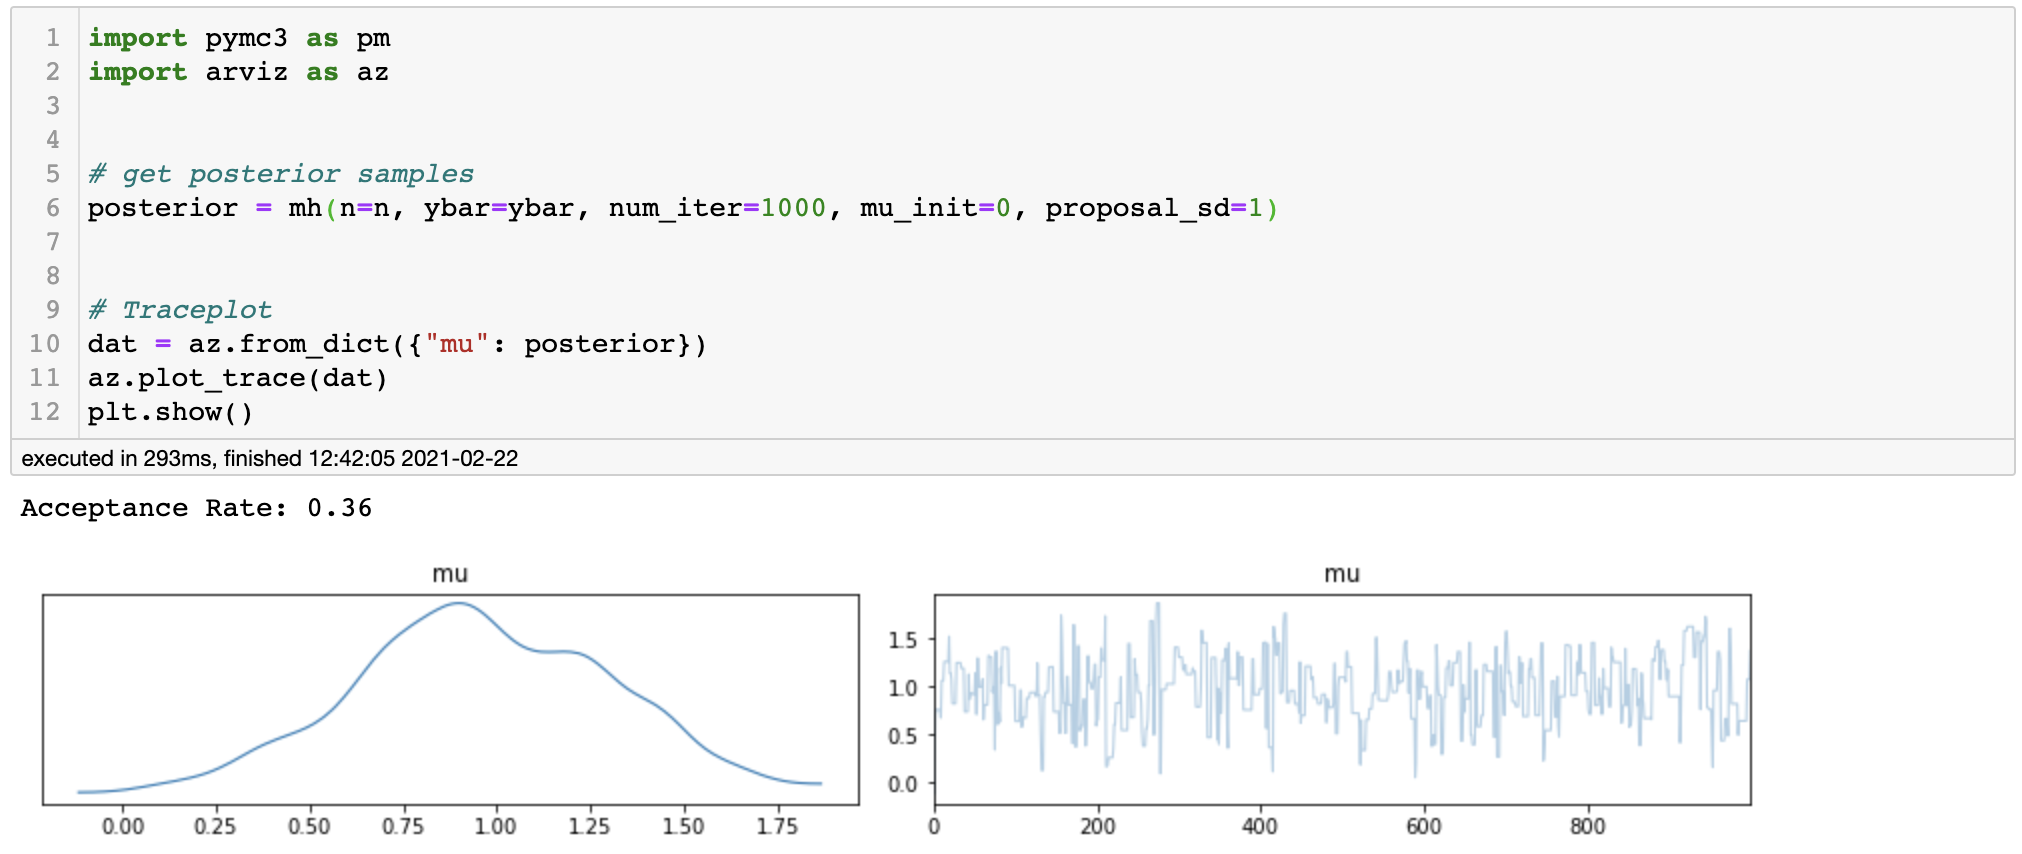 1 import pymc3 as pm
2 import arviz as az
3
4
5 # get posterior samples
6 posterior = mh(n=n, ybar=ybar, num_iter=1000, mu_init=0, proposal_sd=1)
7
8
9 # Traceplot
10 dat = az.from_dict({"mu": posterior})
11 az.plot_trace(dat)
12 plt.show()
executed in 293ms, finished 12:42:05 2021-02-22
Acceptance Rate: 0.36
mu
0.00 0.25 0.50 0.75 1.00 1.25 1.50 1.75
mu
1.5
1.0
0.5
0.0
0 200 400 600 800